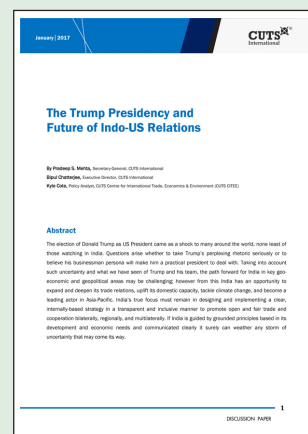 January | 2017
CUTS®
International
The Trump Presidency and
Future of Indo-US Relations
By Pradeep S. Mehta, Secretary-General, CUTS International
Bipul Chatterjee, Executive Director, CUTS International
Kyle Cote, Policy Analyst, CUTS Centre for International Trade, Economics & Environment (CUTS CITEE)
Abstract
The election of Donald Trump as US President came as a shock to many around the world, none least of
those watching in India. Questions arise whether to take Trump's perplexing rhetoric seriously or to
believe his businessman persona will make him a practical president to deal with. Taking into account
such uncertainty and what we have seen of Trump and his team, the path forward for India in key geo-
economic and geopolitical areas may be challenging; however from this India has an opportunity to
expand and deepen its trade relations, uplift its domestic capacity, tackle climate change, and become a
leading actor in Asia-Pacific. India's true focus must remain in designing and implementing a clear,
internally-based strategy in a transparent and inclusive manner to promote open and fair trade and
cooperation bilaterally, regionally, and multilaterally. If India is guided by grounded principles based in its
development and economic needs and communicated clearly it surely can weather any storm of
uncertainty that may come its way.
1
DISCUSSION PAPER